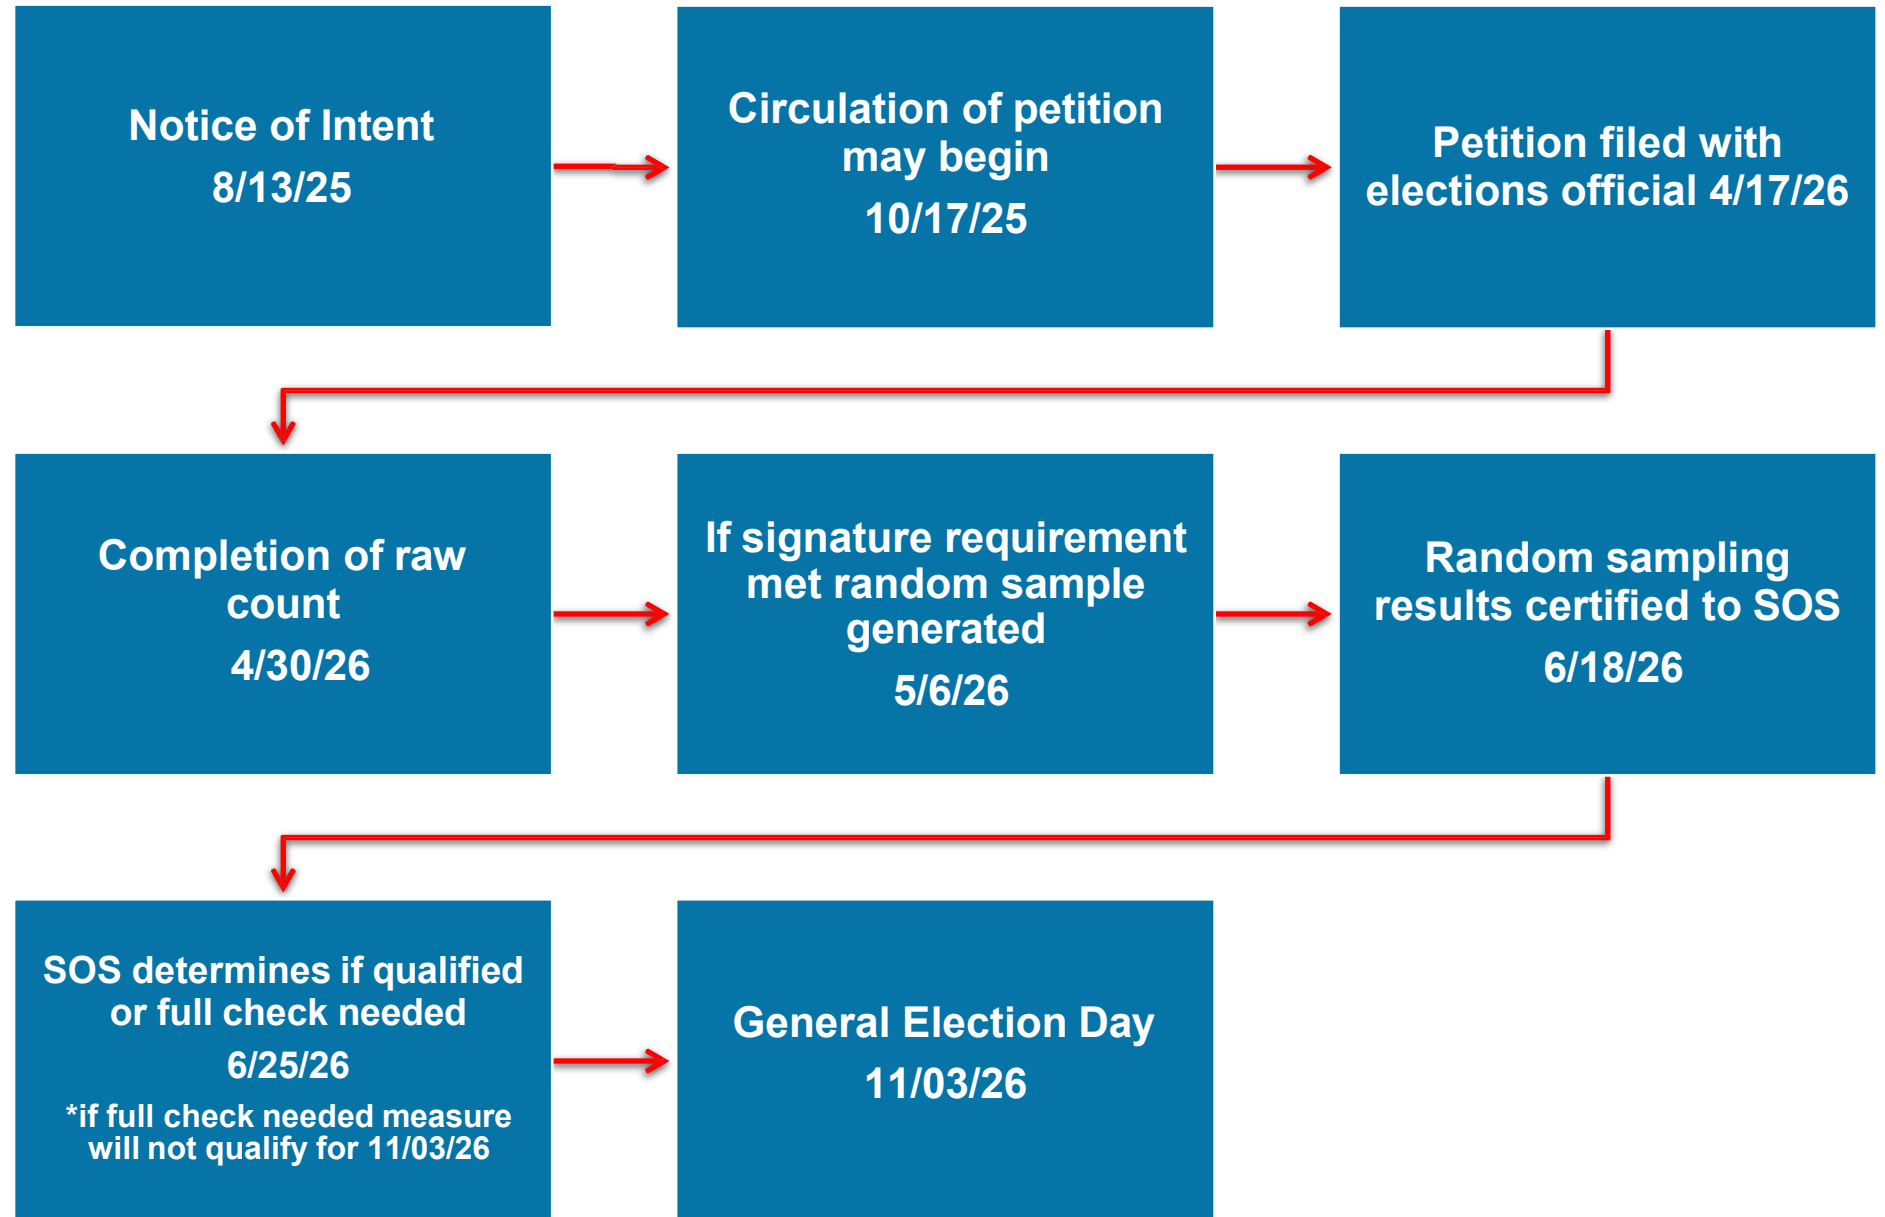 Notice of Intent
8/13/25
Circulation of petition
may begin
10/17/25
Petition filed with
elections official 4/17/26
Completion of raw
count
4/30/26
If signature requirement
met random sample
generated
5/6/26
Random sampling
results certified to SOS
6/18/26
SOS determines if qualified
or full check needed
6/25/26
*if full check needed measure
will not qualify for 11/03/26
General Election Day
11/03/26